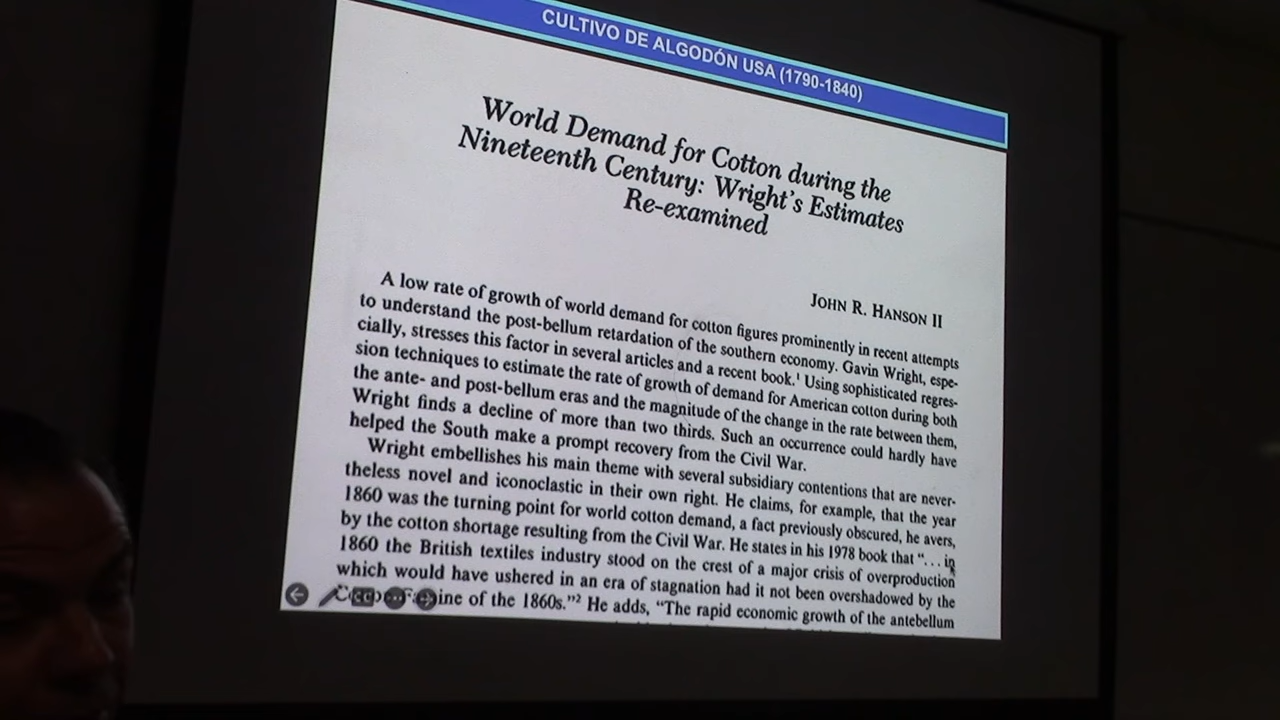 CULTIVO DE ALGODÓN USA (1790-1840)
World Demand for Cotton during the
Nineteenth Century: Wright's Estimates
Re-examined
JOHN R. HANSON II
A low rate of growth of world demand for cotton figures prominently in recent attempts
to understand the post-bellum retardation of the southern economy. Gavin Wright, espe-
cially, stresses this factor in several articles and a recent book.¹ Using sophisticated regres-
sion techniques to estimate the rate of growth of demand for American cotton during both
the ante- and post-bellum eras and the magnitude of the change in the rate between them,
Wright finds a decline of more than two thirds. Such an occurrence could hardly have
helped the South make a prompt recovery from the Civil War.
Wright embellishes his main theme with several subsidiary contentions that are never-
theless novel and iconoclastic in their own right. He claims, for example, that the year
1860 was the turning point for world cotton demand, a fact previously obscured, he avers,
by the cotton shortage resulting from the Civil War. He states in his 1978 book that “. . . in
1860 the British textiles industry stood on the crest of a major crisis of overproduction
which would have ushered in an era of stagnation had it not been overshadowed by the
of the 1860s.”² He adds, “The rapid economic growth of the antebellum